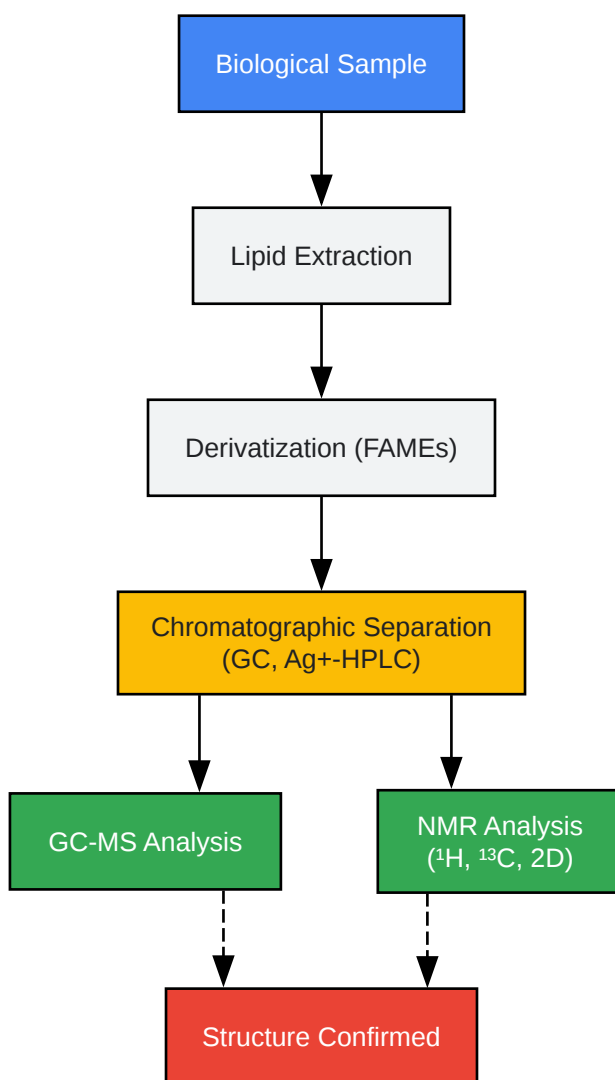 Biological Sample
Lipid Extraction
Derivatization (FAMEs)
Chromatographic Separation
(GC, Ag+-HPLC)
GC-MS Analysis
NMR Analysis
(¹H, ¹³C, 2D)
Structure Confirmed